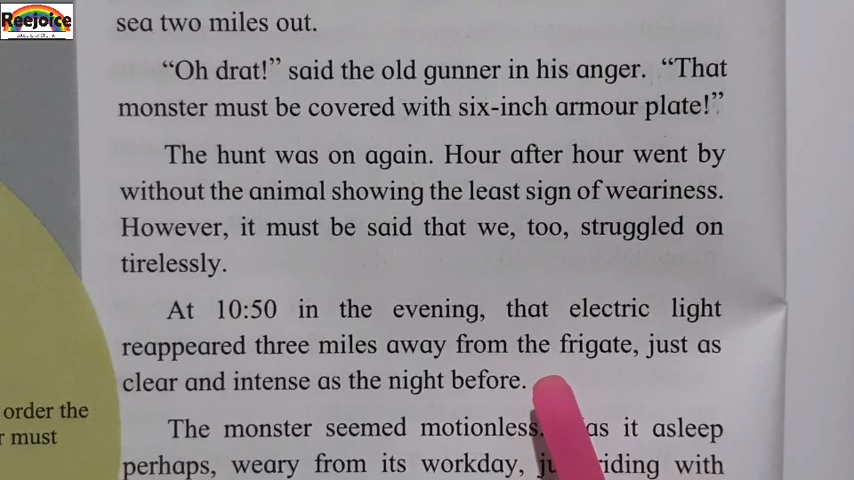 Reejoice
sea two miles out.
“Oh drat!” said the old gunner in his anger. “That
monster must be covered with six-inch armour plate!”
The hunt was on again. Hour after hour went by
without the animal showing the least sign of weariness.
However, it must be said that we, too, struggled on
tirelessly.
At 10:50 in the evening, that electric light
reappeared three miles away from the frigate, just as
clear and intense as the night before.
order the
must
The monster seemed motionless. it asleep
perhaps, weary from its workday, with